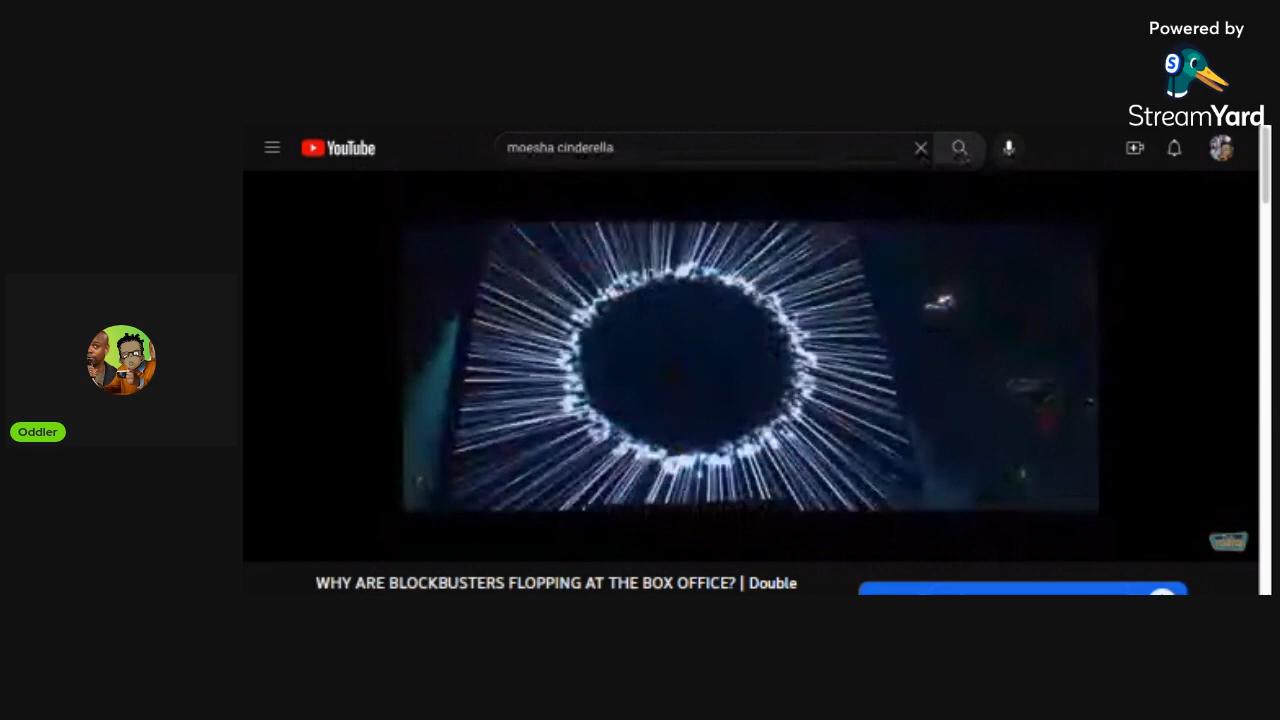 Powered by
StreamYard
YouTube
moesha cinderella
Oddler
WHY ARE BLOCKBUSTERS FLOPPING AT THE BOX OFFICE? | Double